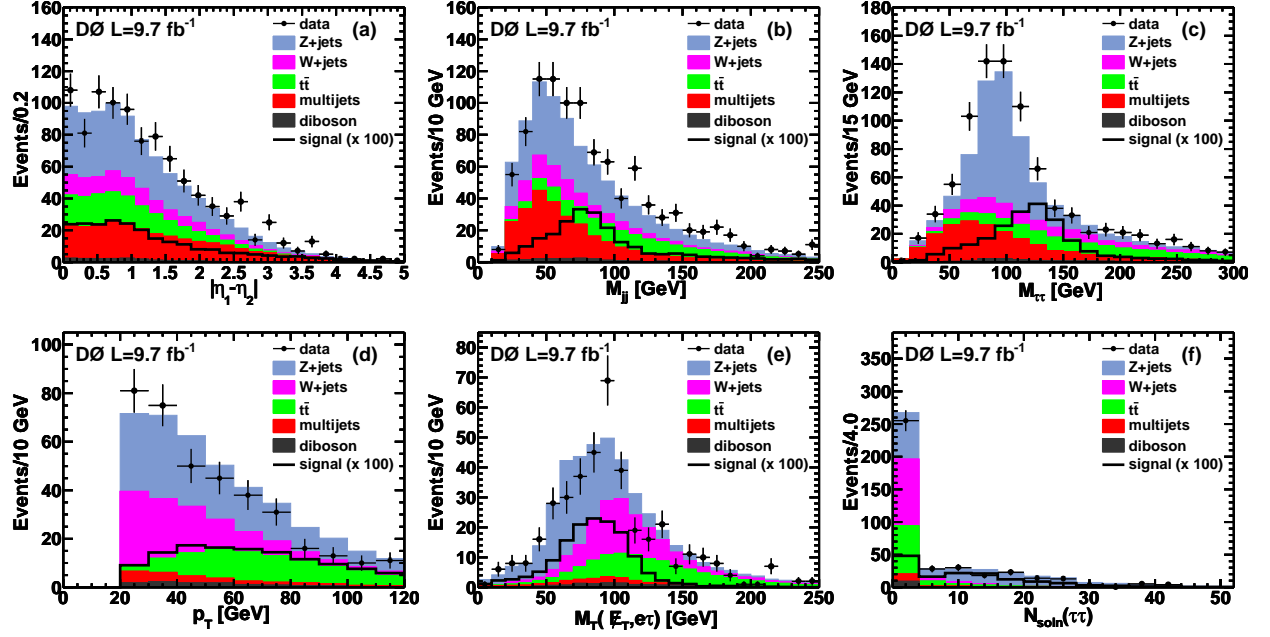 DØ L=9.7 fb⁻¹ (a)
data
Z+jets
W+jets
tt̄
multijets
diboson
signal (x 100)
Events/0.2
160
140
120
100
80
60
40
20
0
0 0.5 1 1.5 2 2.5 3 3.5 4 4.5 5
|η₁-η₂|
DØ L=9.7 fb⁻¹ (b)
data
Z+jets
W+jets
tt̄
multijets
diboson
signal (x 100)
Events/10 GeV
160
140
120
100
80
60
40
20
0
0 50 100 150 200 250
M_jj [GeV]
DØ L=9.7 fb⁻¹ (c)
data
Z+jets
W+jets
tt̄
multijets
diboson
signal (x 100)
Events/15 GeV
180
160
140
120
100
80
60
40
20
0
0 50 100 150 200 250 300
M_ττ [GeV]
DØ L=9.7 fb⁻¹ (d)
data
Z+jets
W+jets
tt̄
multijets
diboson
signal (x 100)
Events/10 GeV
100
80
60
40
20
0
0 20 40 60 80 100 120
p_T [GeV]
DØ L=9.7 fb⁻¹ (e)
data
Z+jets
W+jets
tt̄
multijets
diboson
signal (x 100)
Events/10 GeV
80
70
60
50
40
30
20
10
0
0 50 100 150 200 250
M_T(E̸_T,eτ) [GeV]
DØ L=9.7 fb⁻¹ (f)
data
Z+jets
W+jets
tt̄
multijets
diboson
signal (x 100)
Events/4.0
350
300
250
200
150
100
50
0
0 10 20 30 40 50
N_soln(ττ)